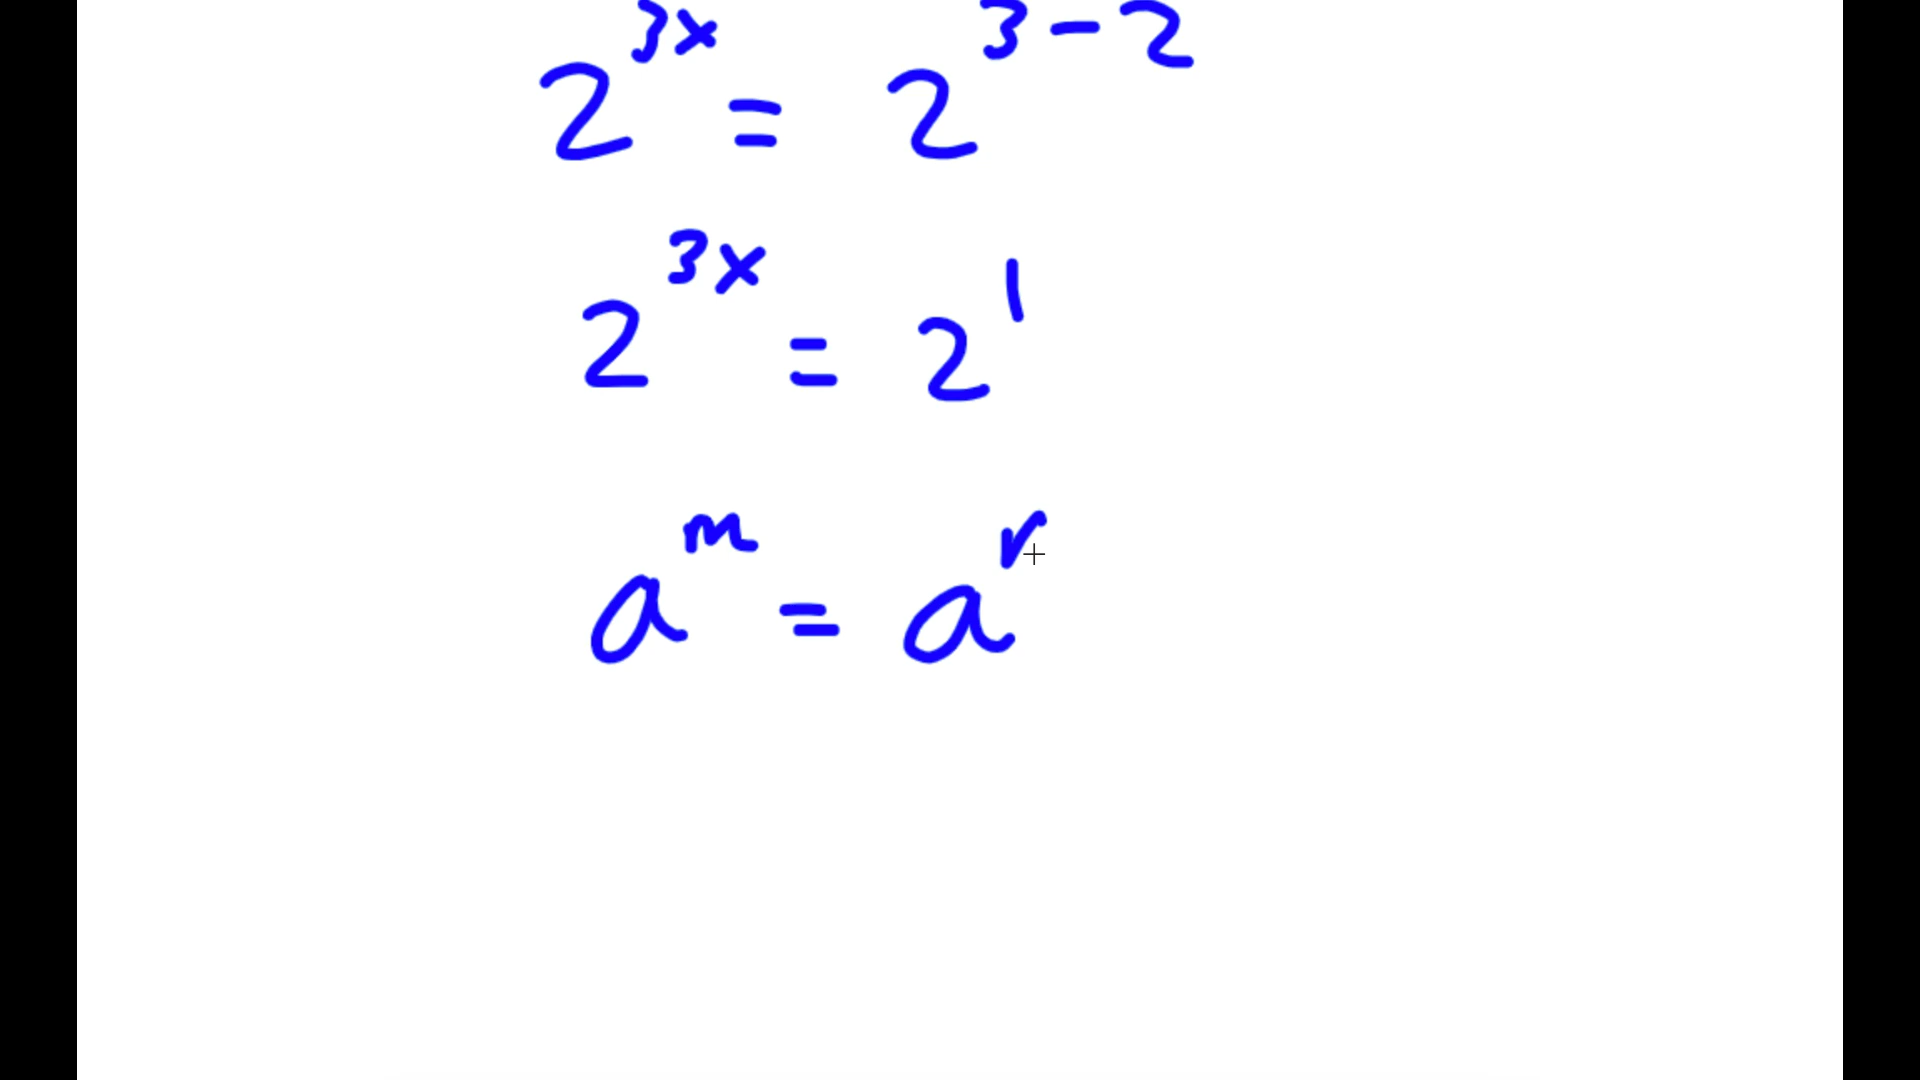 2^{3x} = 2^{3-2}
2^{3x} = 2^1
a^m = a^r